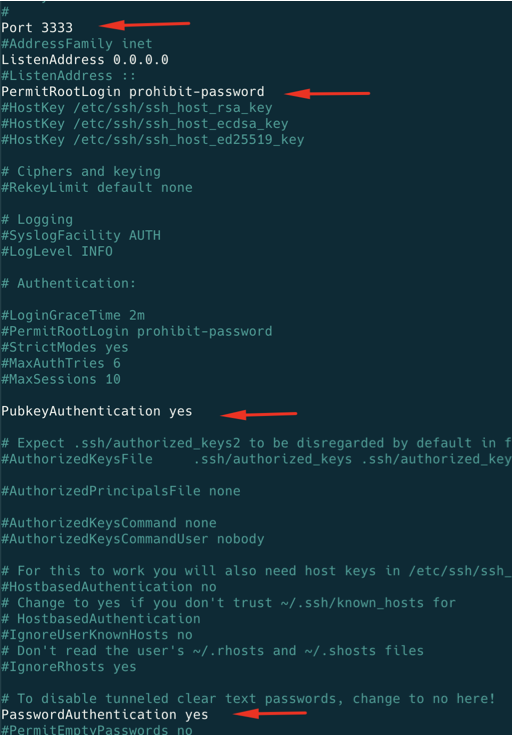 #
Port 3333
#AddressFamily inet
ListenAddress 0.0.0.0
#ListenAddress ::
PermitRootLogin prohibit-password
#HostKey /etc/ssh/ssh_host_rsa_key
#HostKey /etc/ssh/ssh_host_ecdsa_key
#HostKey /etc/ssh/ssh_host_ed25519_key
# Ciphers and keying
#RekeyLimit default none
# Logging
#SyslogFacility AUTH
#LogLevel INFO
# Authentication:
#LoginGraceTime 2m
#PermitRootLogin prohibit-password
#StrictModes yes
#MaxAuthTries 6
#MaxSessions 10
PubkeyAuthentication yes
# Expect .ssh/authorized_keys2 to be disregarded by default in f
#AuthorizedKeysFile     .ssh/authorized_keys .ssh/authorized_key
#AuthorizedPrincipalsFile none
#AuthorizedKeysCommand none
#AuthorizedKeysCommandUser nobody
# For this to work you will also need host keys in /etc/ssh/ssh_
#HostbasedAuthentication no
# Change to yes if you don't trust ~/.ssh/known_hosts for
# HostbasedAuthentication
#IgnoreUserKnownHosts no
# Don't read the user's ~/.rhosts and ~/.shosts files
#IgnoreRhosts yes
# To disable tunneled clear text passwords, change to no here!
PasswordAuthentication yes
#PermitEmptyPasswords no